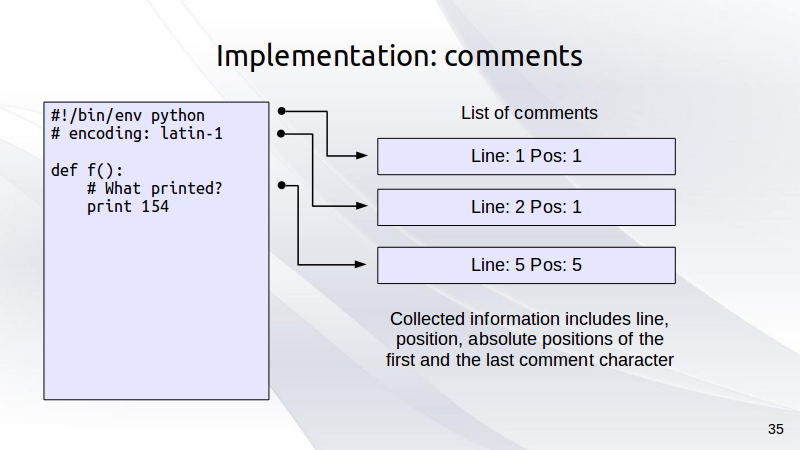 Implementation: comments
#!/bin/env python
# encoding: latin-1
def f():
    # What printed?
    print 154
List of comments
Line: 1 Pos: 1
Line: 2 Pos: 1
Line: 5 Pos: 5
Collected information includes line,
position, absolute positions of the
first and the last comment character
35